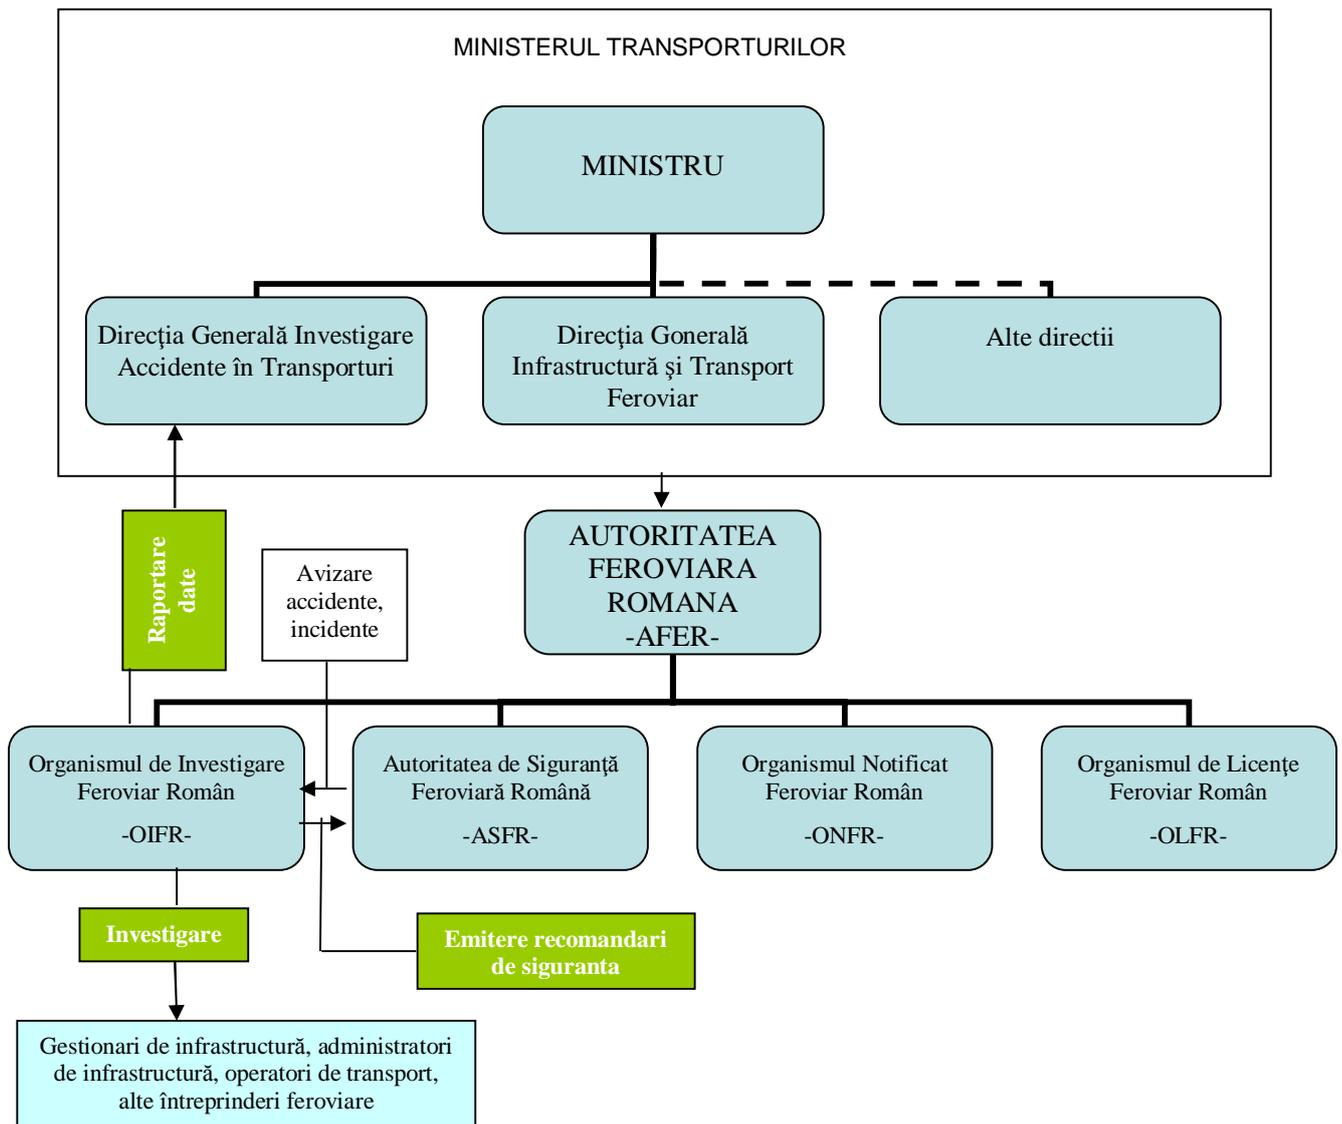 MINISTERUL TRANSPORTURILOR
MINISTRU
Direcţia Generală Investigare
Accidente în Transporturi
Direcţia Gonerală
Infrastructură şi Transport
Feroviar
Alte directii
Raportare
date
Avizare
accidente,
incidente
AUTORITATEA
FEROVIARA
ROMANA
-AFER-
Organismul de Investigare
Feroviar Român
-OIFR-
Autoritatea de Siguranţă
Feroviară Română
-ASFR-
Organismul Notificat
Feroviar Român
-ONFR-
Organismul de Licenţe
Feroviar Român
-OLFR-
Investigare
Emitere recomandari
de siguranta
Gestionari de infrastructură, administratori
de infrastructură, operatori de transport,
alte întreprinderi feroviare